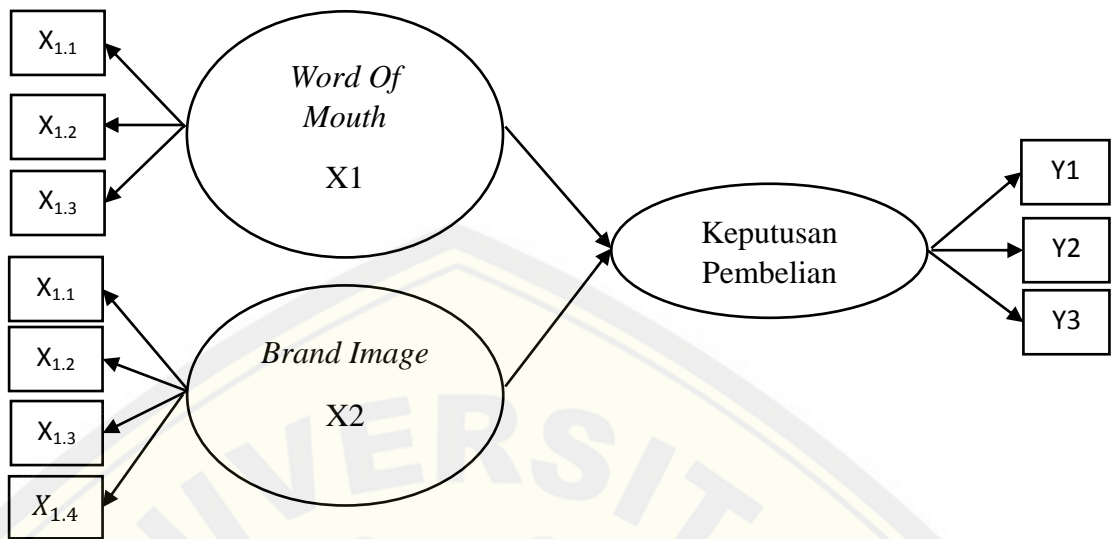 X₁.₁
X₁.₂
X₁.₃
Word Of
Mouth
X1
X₁.₁
X₁.₂
X₁.₃
X₁.₄
Brand Image
X2
Keputusan
Pembelian
Y1
Y2
Y3
UNIVERSIT